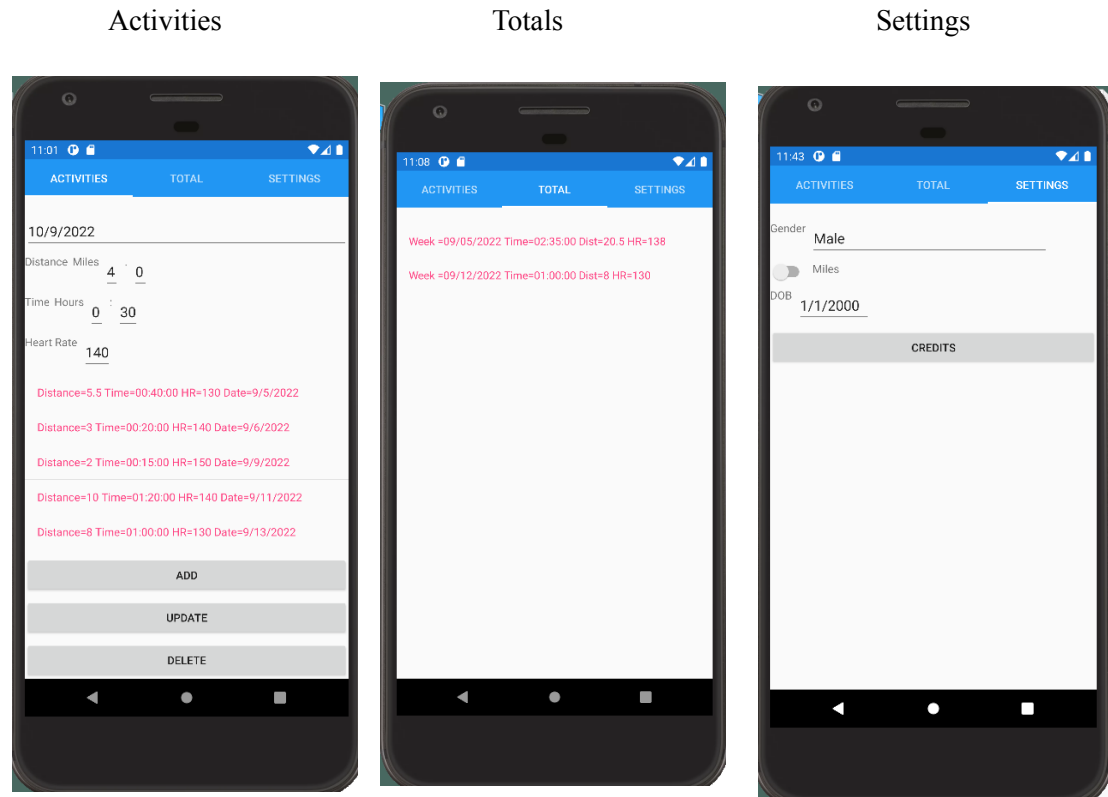 Activities
Totals
Settings
11:01
ACTIVITIES TOTAL SETTINGS
10/9/2022
Distance Miles 4 . 0
Time Hours 0 : 30
Heart Rate 140
Distance=5.5 Time=00:40:00 HR=130 Date=9/5/2022
Distance=3 Time=00:20:00 HR=140 Date=9/6/2022
Distance=2 Time=00:15:00 HR=150 Date=9/9/2022
Distance=10 Time=01:20:00 HR=140 Date=9/11/2022
Distance=8 Time=01:00:00 HR=130 Date=9/13/2022
ADD
UPDATE
DELETE
11:08
ACTIVITIES TOTAL SETTINGS
Week =09/05/2022 Time=02:35:00 Dist=20.5 HR=138
Week =09/12/2022 Time=01:00:00 Dist=8 HR=130
11:43
ACTIVITIES TOTAL SETTINGS
Gender Male
Miles
DOB 1/1/2000
CREDITS